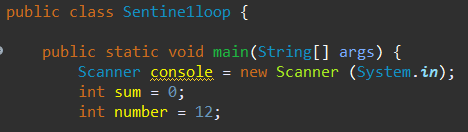 public class Sentine1loop {
public static void main(String[] args) {
Scanner console = new Scanner (System.in);
int sum = 0;
int number = 12;